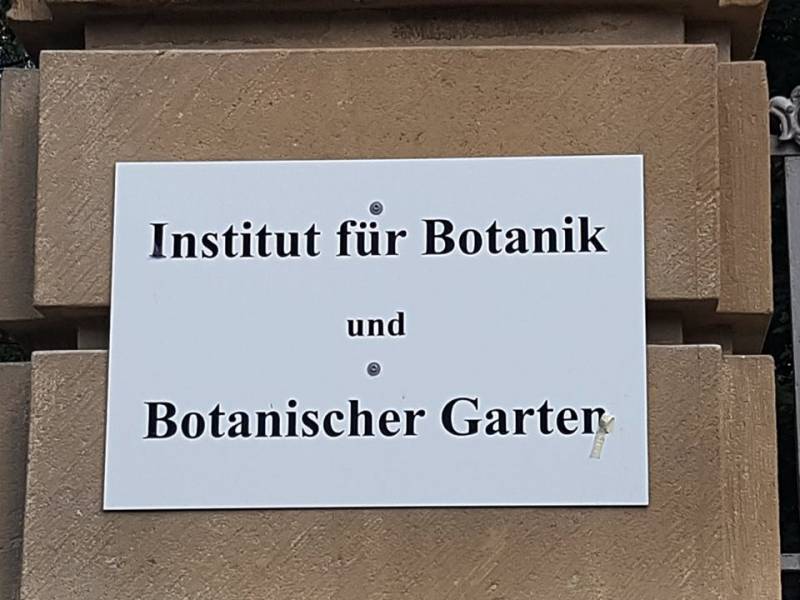 Institut für Botanik
und
Botanischer Garten